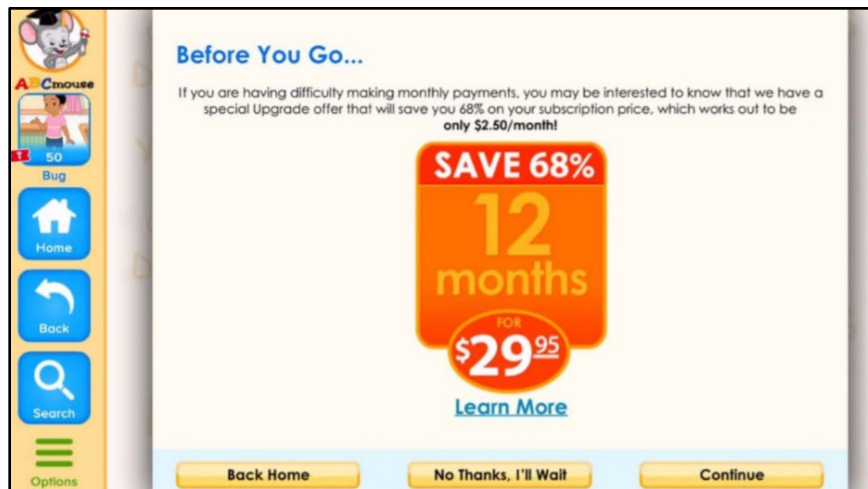 ABCmouse
50
Bug
Home
Back
Search
Options
Before You Go...
If you are having difficulty making monthly payments, you may be interested to know that we have a
special Upgrade offer that will save you 68% on your subscription price, which works out to be
only $2.50/month!
SAVE 68%
12
months
FOR
$29 95
Learn More
Back Home
No Thanks, I'll Wait
Continue